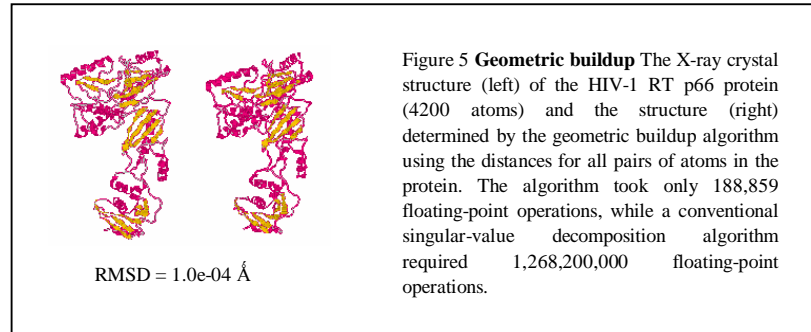 Figure 5 Geometric buildup The X-ray crystal
structure (left) of the HIV-1 RT p66 protein
(4200 atoms) and the structure (right)
determined by the geometric buildup algorithm
using the distances for all pairs of atoms in the
protein. The algorithm took only 188,859
floating-point operations, while a conventional
singular-value decomposition algorithm
required 1,268,200,000 floating-point
operations.
RMSD = 1.0e-04 Ǻ